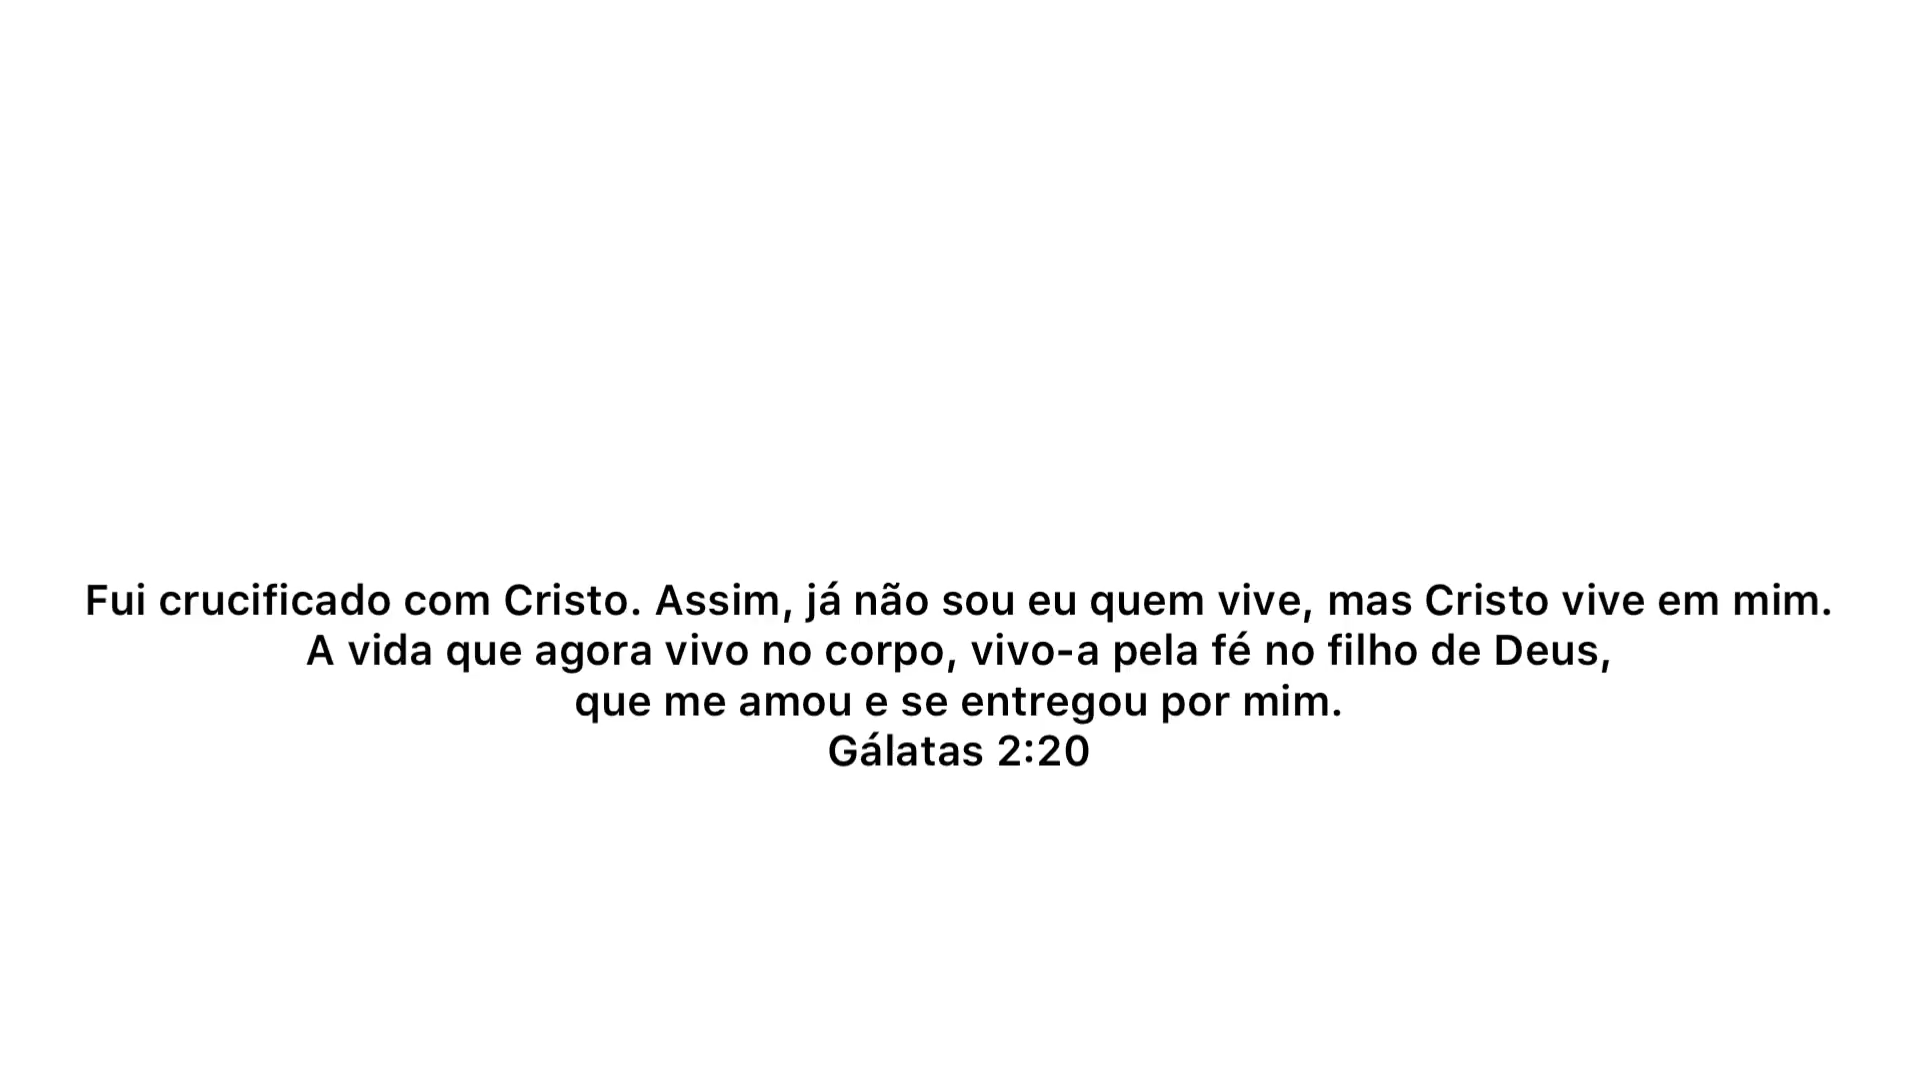 Fui crucificado com Cristo. Assim, já não sou eu quem vive, mas Cristo vive em mim.
A vida que agora vivo no corpo, vivo-a pela fé no filho de Deus,
que me amou e se entregou por mim.
Gálatas 2:20